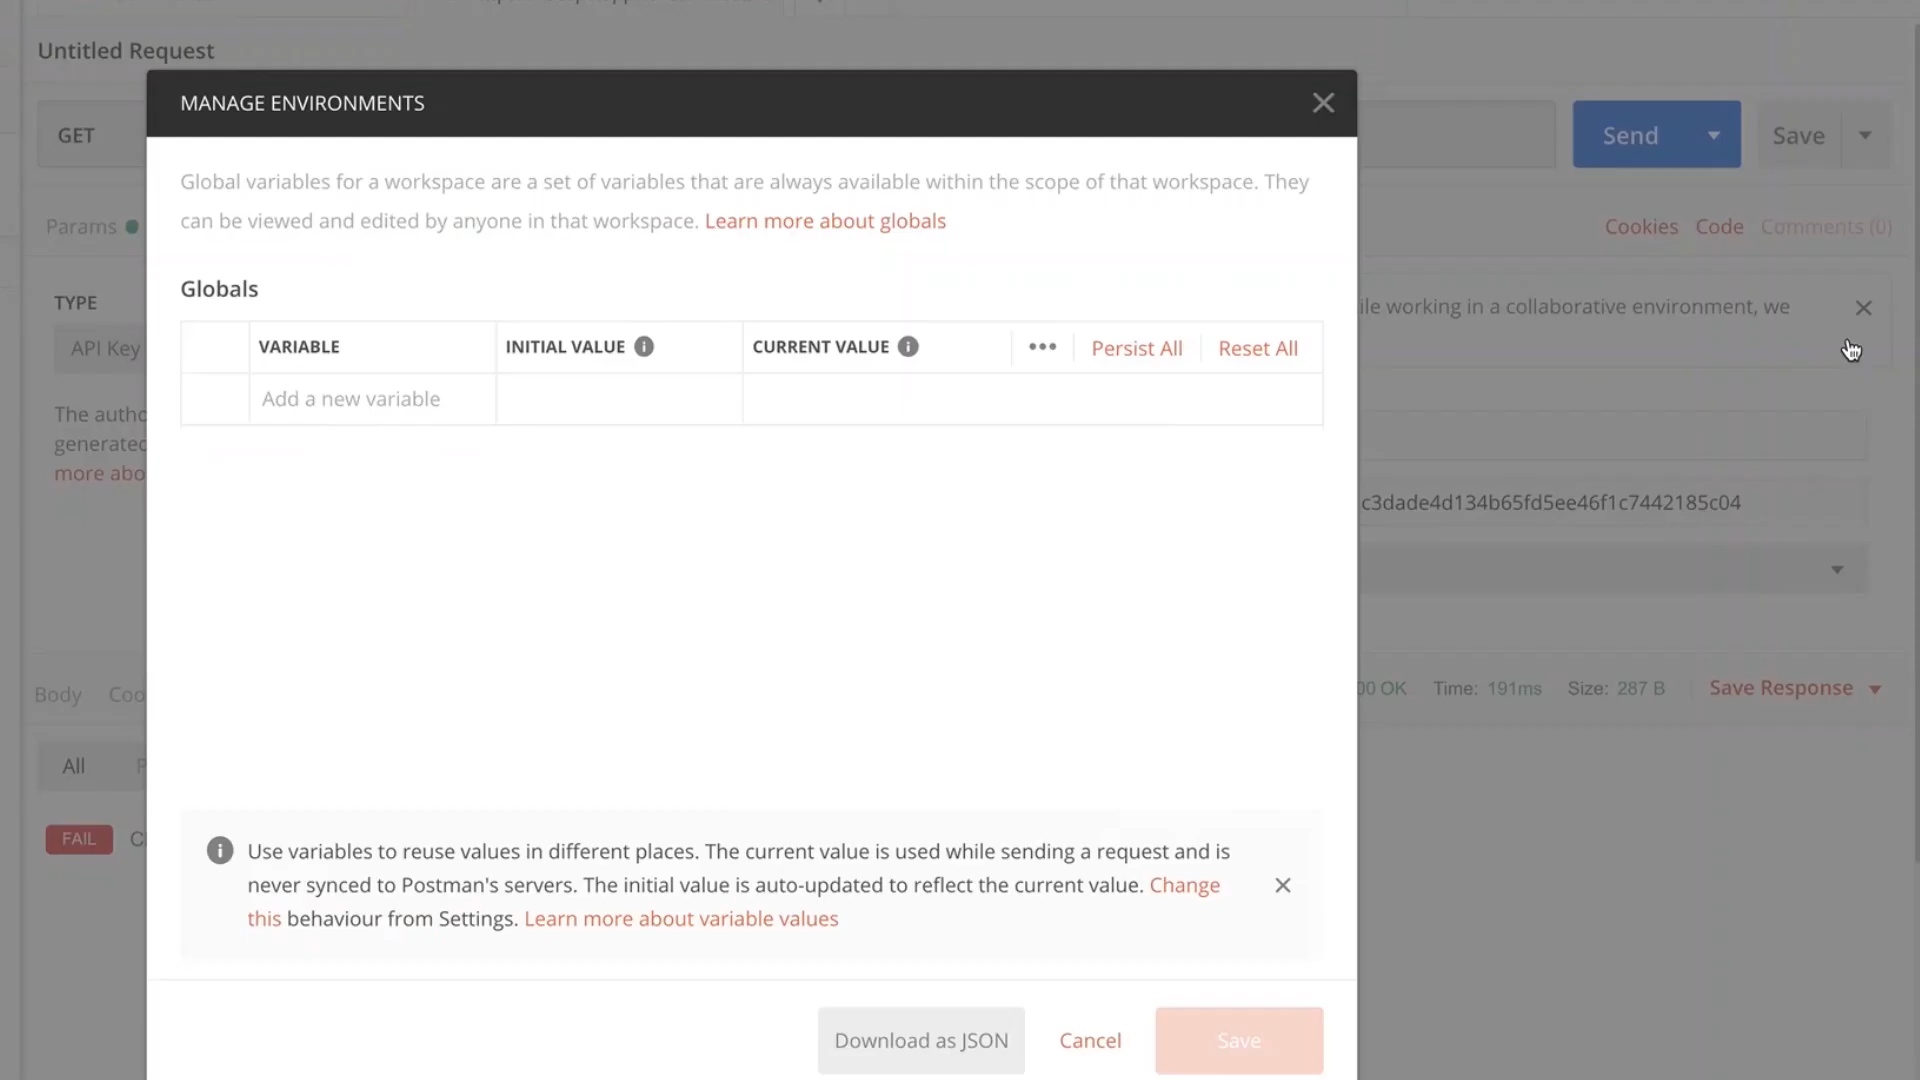 Untitled Request
MANAGE ENVIRONMENTS
GET
Send
Save
Global variables for a workspace are a set of variables that are always available within the scope of that workspace. They
can be viewed and edited by anyone in that workspace. Learn more about globals
Params
Cookies Code Comments (0)
Globals
TYPE
working in a collaborative environment, we
VARIABLE INITIAL VALUE CURRENT VALUE ••• Persist All Reset All
API Key
Add a new variable
The
generated
more
c3dade4d134b65fd5ee46f1c7442185c04
Body
OK Time: 191ms Size: 287 B Save Response
All
FAIL
Use variables to reuse values in different places. The current value is used while sending a request and is
never synced to Postman's servers. The initial value is auto-updated to reflect the current value. Change
this behaviour from Settings. Learn more about variable values
Download as JSON Cancel Save